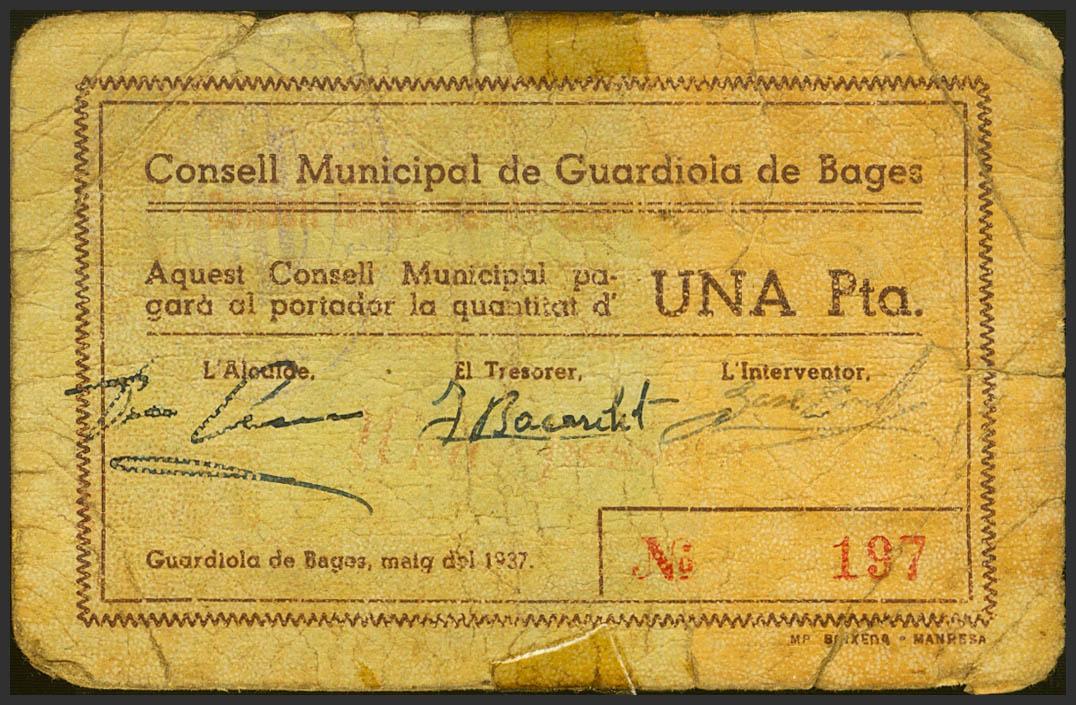 Consell Municipal de Guardiola de Bages
Aquest Consell Municipal pa-
garà al portador la quantitat d'
UNA Pta.
L'Alcalde, El Tresorer, L'Interventor,
Guardiola de Bages, maig del 1937.
Nº 197
MANRESA